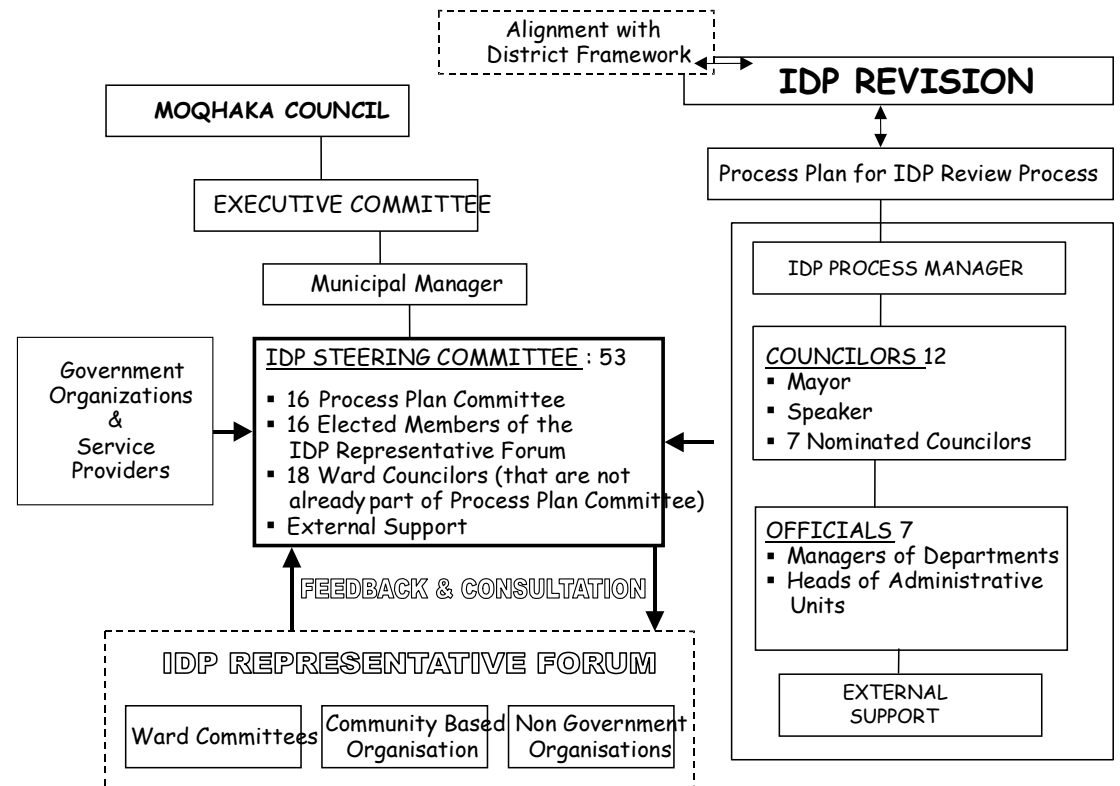 Alignment with
District Framework
IDP REVISION
MOQHAKA COUNCIL
Process Plan for IDP Review Process
EXECUTIVE COMMITTEE
IDP PROCESS MANAGER
Municipal Manager
Government
Organizations
&
Service
Providers
IDP STEERING COMMITTEE : 53
▪ 16 Process Plan Committee
▪ 16 Elected Members of the
IDP Representative Forum
▪ 18 Ward Councilors (that are not
already part of Process Plan Committee)
▪ External Support
COUNCILORS 12
▪ Mayor
▪ Speaker
▪ 7 Nominated Councilors
OFFICIALS 7
▪ Managers of Departments
▪ Heads of Administrative
Units
EXTERNAL
SUPPORT
FEEDBACK & CONSULTATION
IDP REPRESENTATIVE FORUM
Ward Committees
Community Based
Organisation
Non Government
Organisations